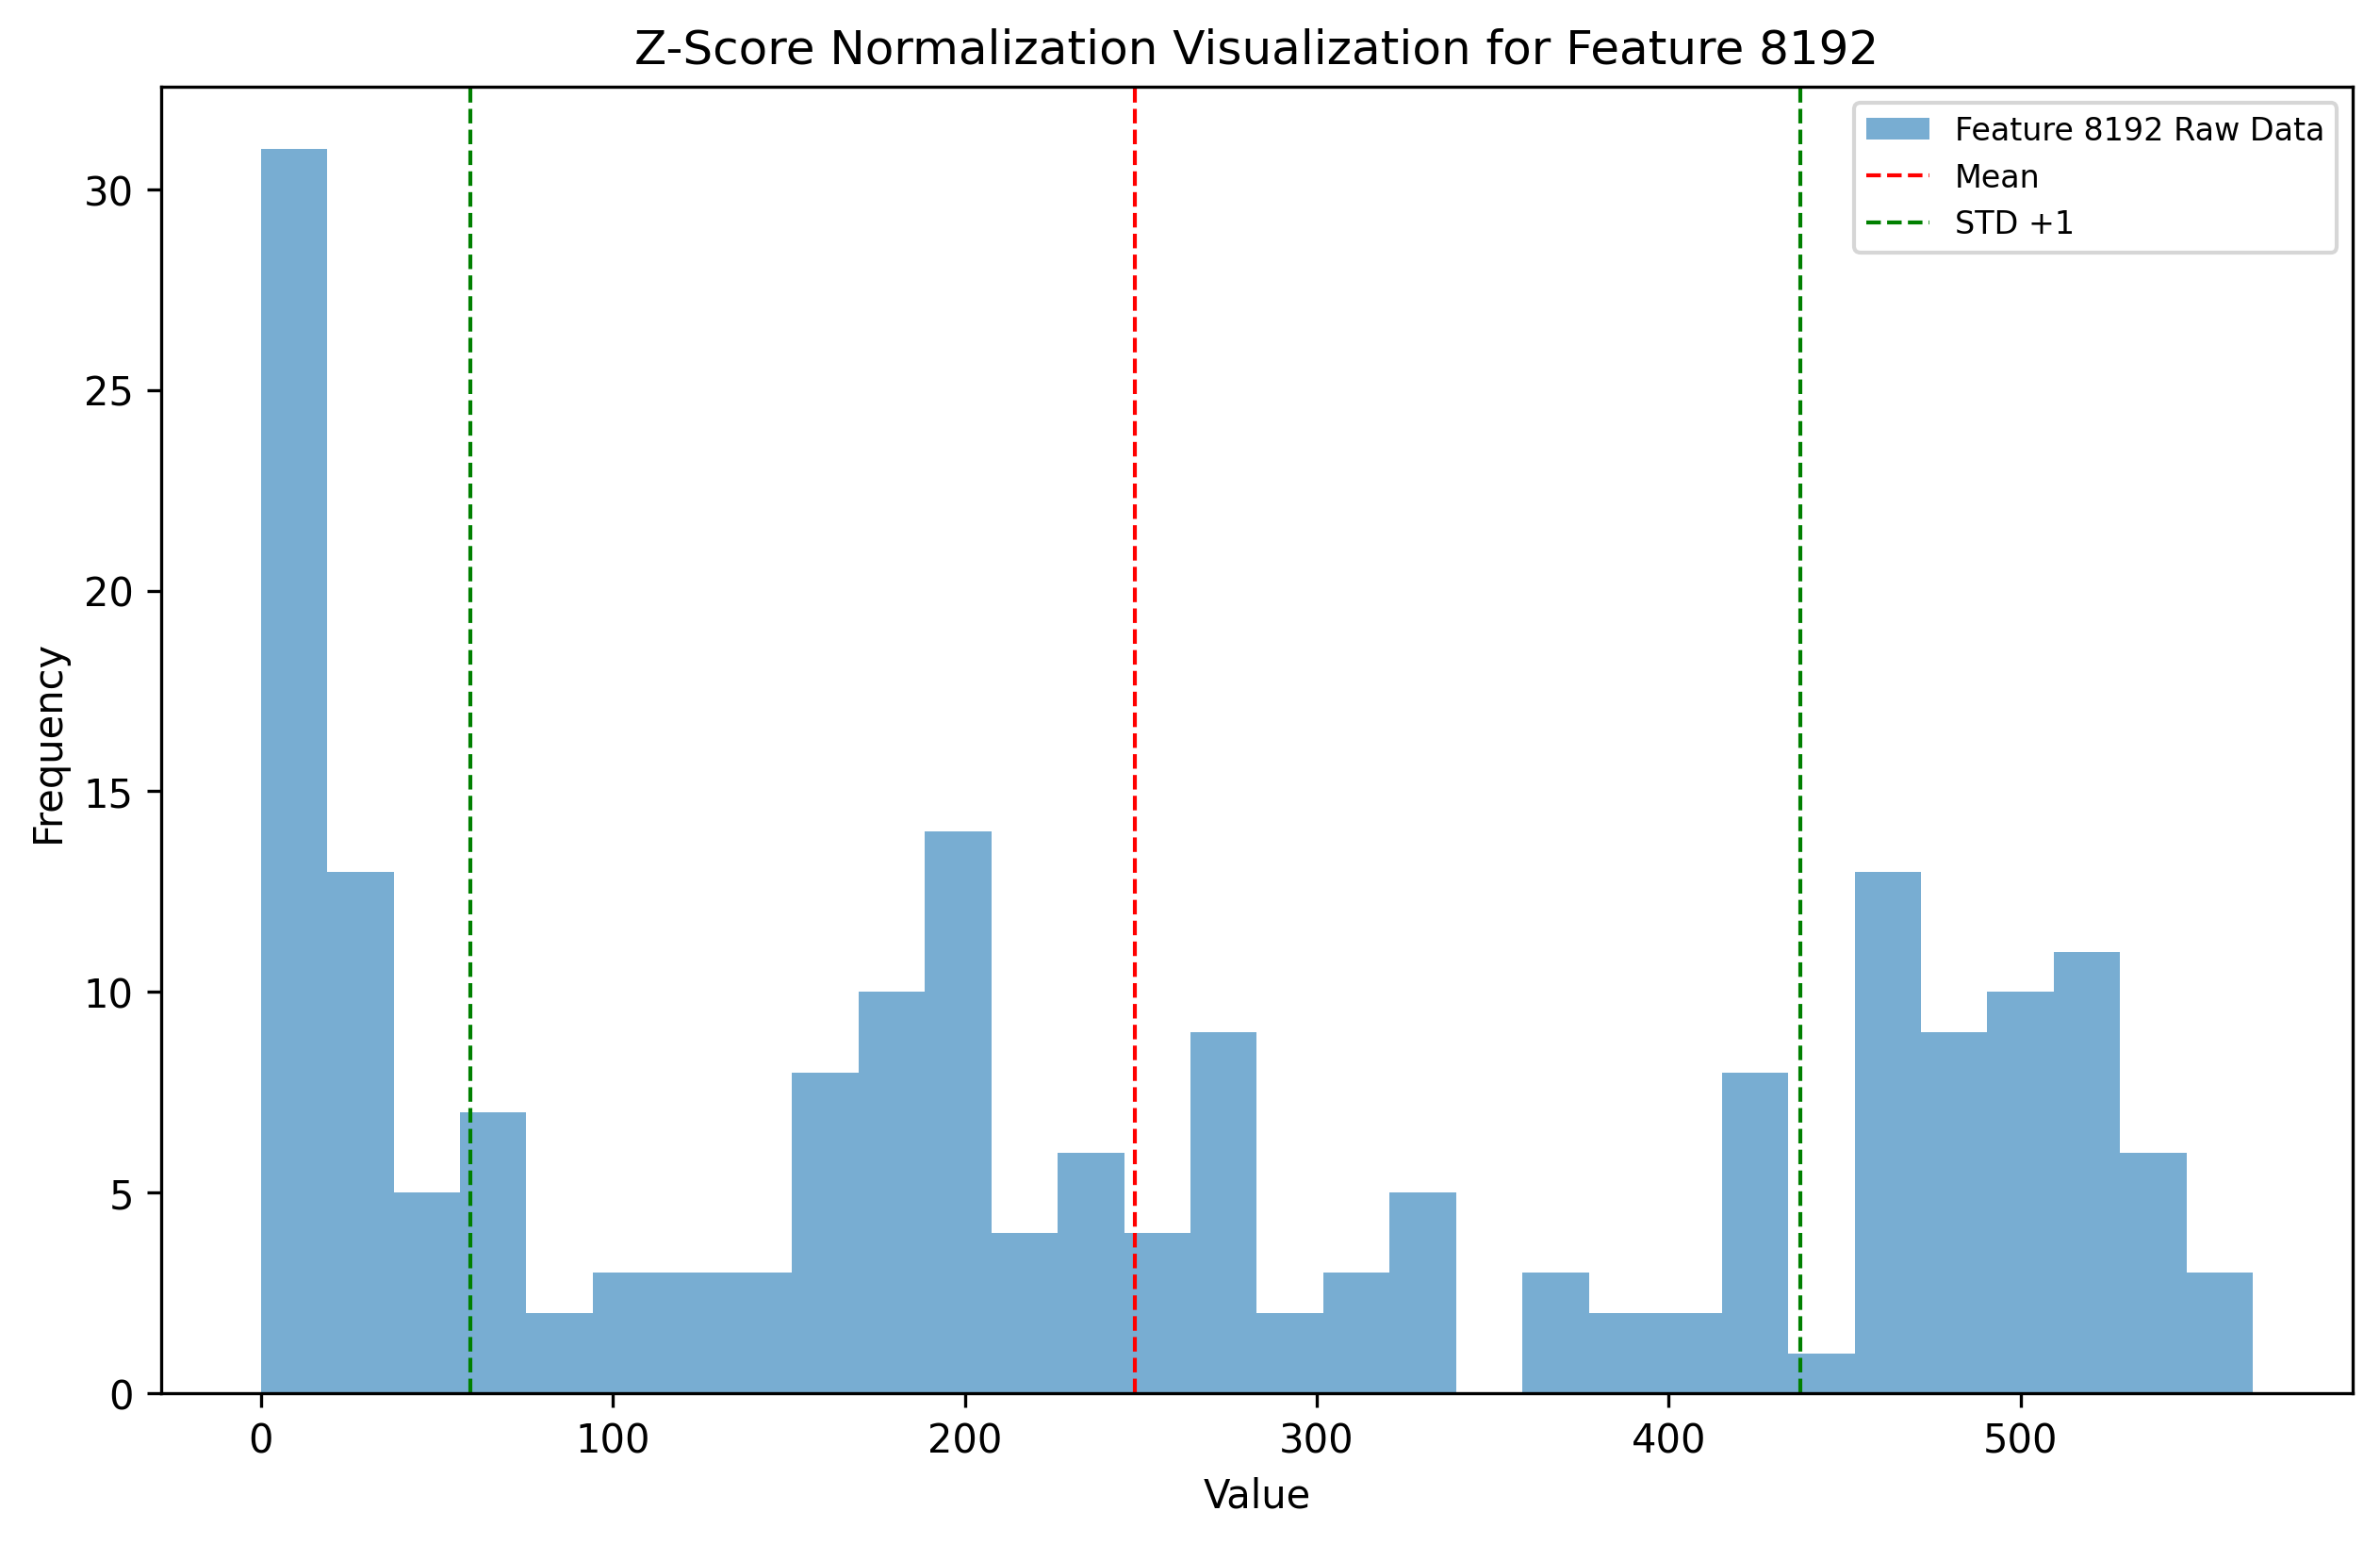 Z-Score Normalization Visualization for Feature 8192
Feature 8192 Raw Data
Mean
STD +1
30
25
20
15
10
5
0
Frequency
0 100 200 300 400 500
Value